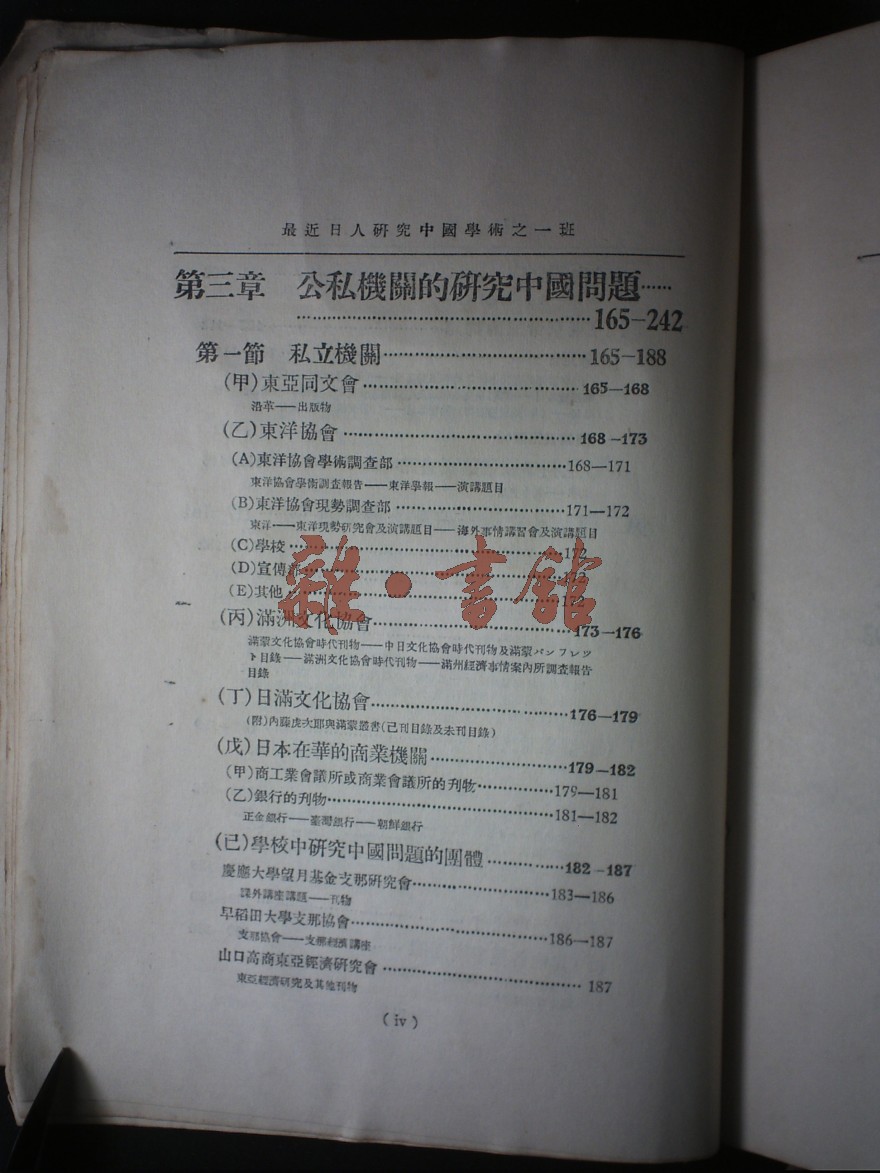 最近日人研究中國學術之一班
第三章　公私機關的研究中國問題……
……………………………165—242
第一節　私立機關……………………165—188
(甲)東亞同文會……………………165—168
沿革——出版物
(乙)東洋協會……………………168—173
(A)東洋協會學術調查部……………………168—171
東洋協會學術調查報告——東洋學報——演講題目
(B)東洋協會現勢調查部……………………171—172
東洋——東洋現勢研究會及演講題目——海外事情講習會及演講題目
(C)學校……………………172
(D)宣傳部……………………172
(E)其他……………………172
雜·書館
(丙)滿洲文化協會……………………173—176
滿蒙文化協會時代刊物——中日文化協會時代刊物及滿蒙パンフレツ
ト目錄——滿洲文化協會時代刊物——滿州經濟事情案內所調查報告
目錄
(丁)日滿文化協會……………………176—179
(附)內藤虎次郎與滿蒙叢書(已刊目錄及未刊目錄)
(戊)日本在華的商業機關……………………179—182
(甲)商工業會議所或商業會議所的刊物……………179—181
(乙)銀行的刊物……………………181—182
正金銀行——臺灣銀行——朝鮮銀行
(已)學校中研究中國問題的團體……………182—187
慶應大學望月基金支那研究會……………………183—186
課外講座講題——刊物
早稻田大學支那協會……………………186—187
支那協會——支那經濟講座
山口高商東亞經濟研究會……………………187
東亞經濟研究及其他刊物
(iv)